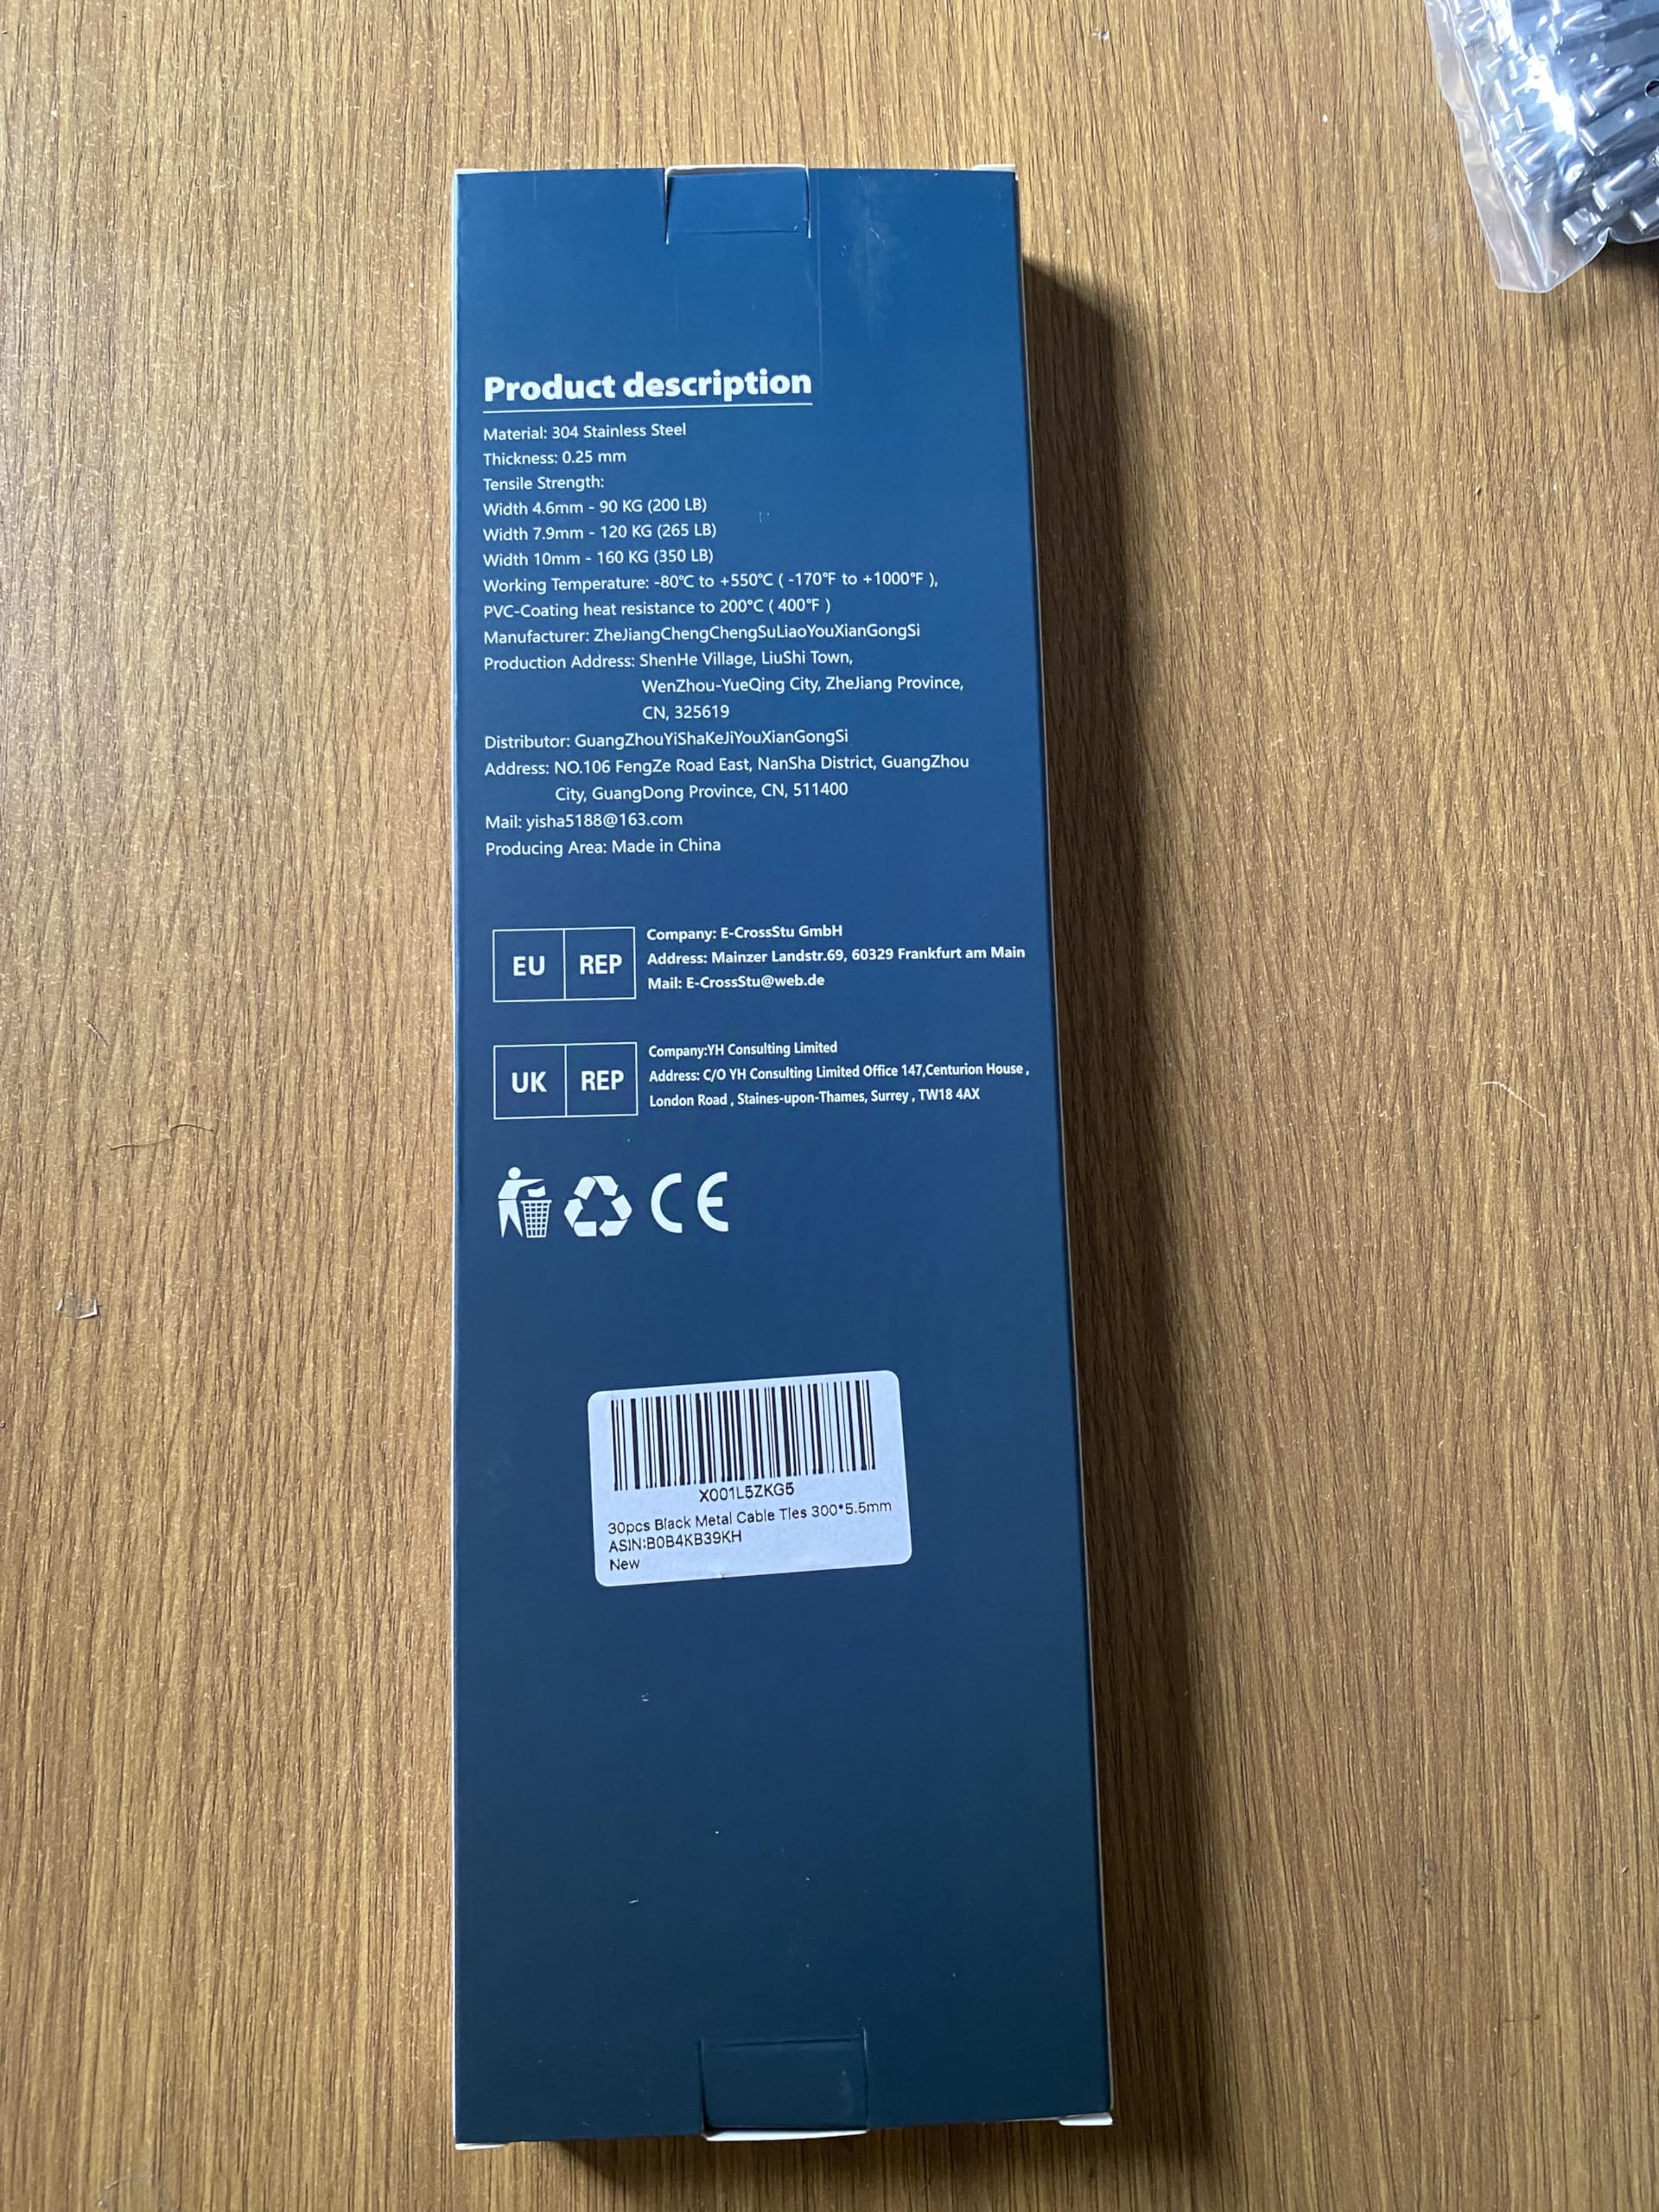 Product description
Material: 304 Stainless Steel
Thickness: 0.25 mm
Tensile Strength:
Width 4.6mm - 90 KG (200 LB)
Width 7.9mm - 120 KG (265 LB)
Width 10mm - 160 KG (350 LB)
Working Temperature: -80℃ to +550℃ ( -170℉ to +1000℉ ),
PVC-Coating heat resistance to 200°C ( 400°F )
Manufacturer: ZheJiangChengChengSuLiaoYouXianGongSi
Production Address: ShenHe Village, LiuShi Town,
WenZhou-YueQing City, ZheJiang Province,
CN, 325619
Distributor: GuangZhouYiShaKeJiYouXianGongSi
Address: NO.106 FengZe Road East, NanSha District, GuangZhou
City, GuangDong Province, CN, 511400
Mail: yisha5188@163.com
Producing Area: Made in China
EU REP
Company: E-CrossStu GmbH
Address: Mainzer Landstr.69, 60329 Frankfurt am Main
Mail: E-CrossStu@web.de
UK REP
Company:YH Consulting Limited
Address: C/O YH Consulting Limited Office 147,Centurion House ,
London Road , Staines-upon-Thames, Surrey , TW18 4AX
CE
X001L5ZKG5
30pcs Black Metal Cable Ties 300*5.5mm
ASIN:B0B4KB39KH
New